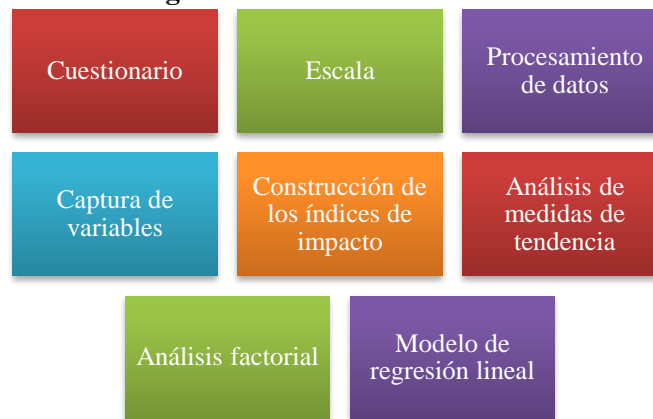 Cuestionario
Escala
Procesamiento
de datos
Captura de
variables
Construcción de
los índices de
impacto
Análisis de
medidas de
tendencia
Análisis factorial
Modelo de
regresión lineal